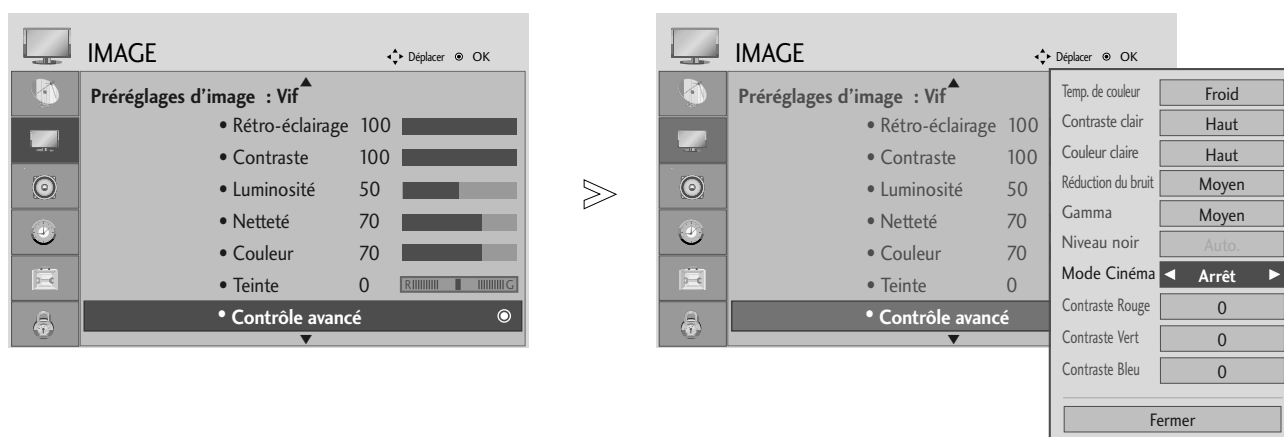 IMAGE
Déplacer OK
Préréglages d'image : Vif
• Rétro-éclairage 100
• Contraste 100
• Luminosité 50
• Netteté 70
• Couleur 70
• Teinte 0 R G
• Contrôle avancé
IMAGE
Déplacer OK
Préréglages d'image : Vif
• Rétro-éclairage 100
• Contraste 100
• Luminosité 50
• Netteté 70
• Couleur 70
• Teinte 0
• Contrôle avancé
Temp. de couleur Froid
Contraste clair Haut
Couleur claire Haut
Réduction du bruit Moyen
Gamma Moyen
Niveau noir Auto.
Mode Cinéma ◀ Arrêt ▶
Contraste Rouge 0
Contraste Vert 0
Contraste Bleu 0
Fermer